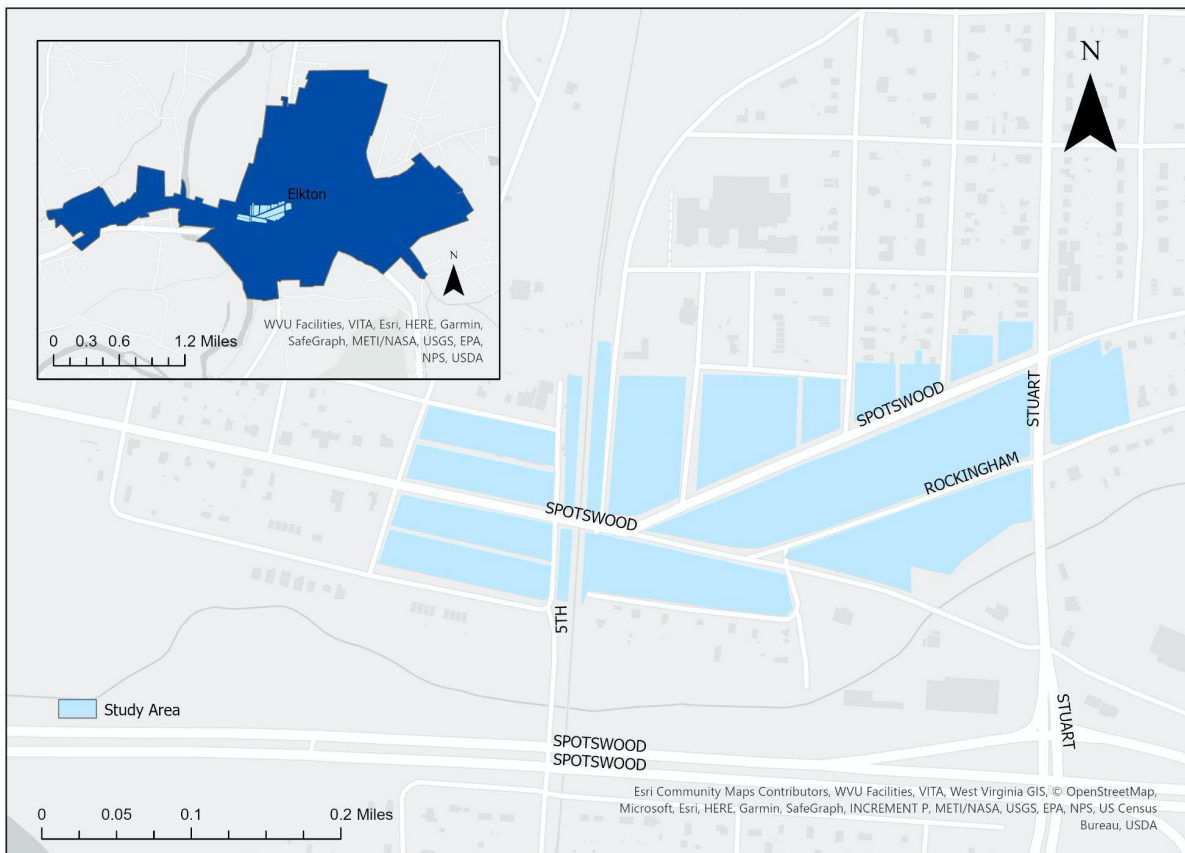 Elkton
N
0 0.3 0.6 1.2 Miles
WVU Facilities, VITA, Esri, HERE, Garmin,
SafeGraph, METI/NASA, USGS, EPA,
NPS, USDA
N
SPOTSWOOD
STUART
ROCKINGHAM
SPOTSWOOD
5TH
Study Area
STUART
SPOTSWOOD
SPOTSWOOD
0 0.05 0.1 0.2 Miles
Esri Community Maps Contributors, WVU Facilities, VITA, West Virginia GIS, © OpenStreetMap,
Microsoft, Esri, HERE, Garmin, SafeGraph, INCREMENT P, METI/NASA, USGS, EPA, NPS, US Census
Bureau, USDA